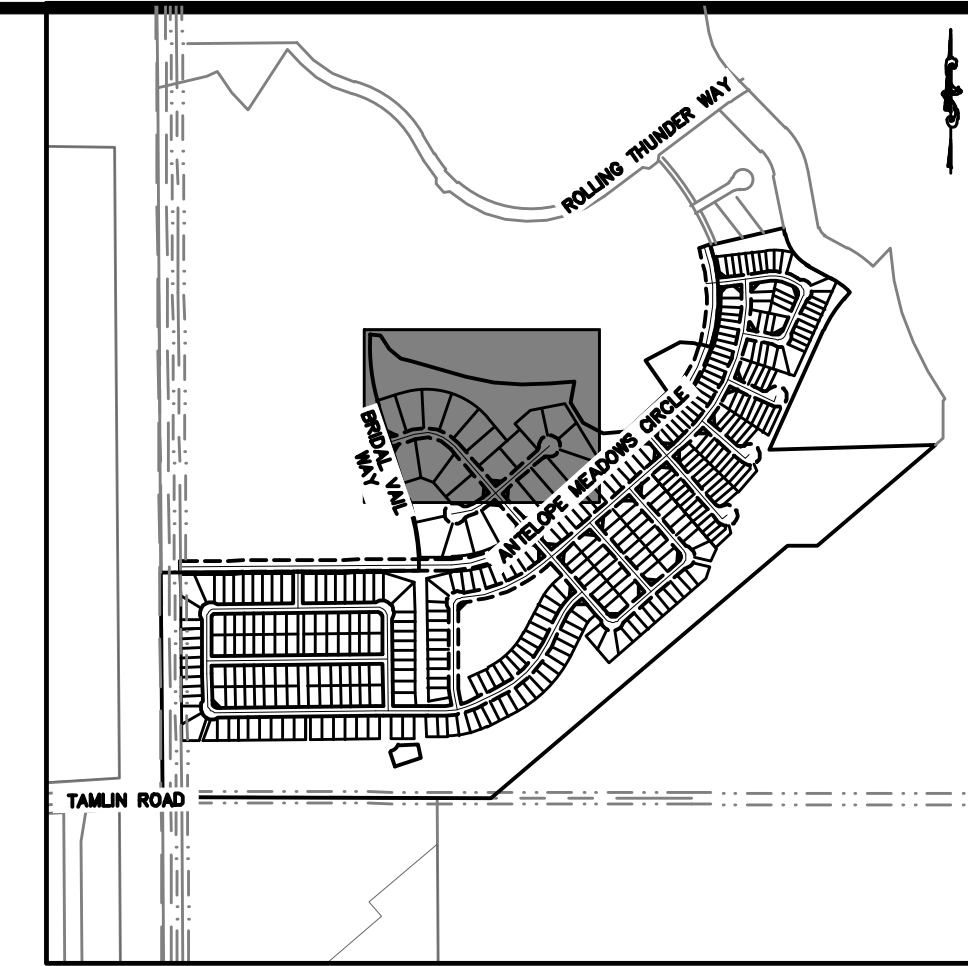 ROLLING THUNDER WAY
BRIDAL VAIL
WAY
ANTELOPE MEADOWS CIRCLE
TAMLIN ROAD